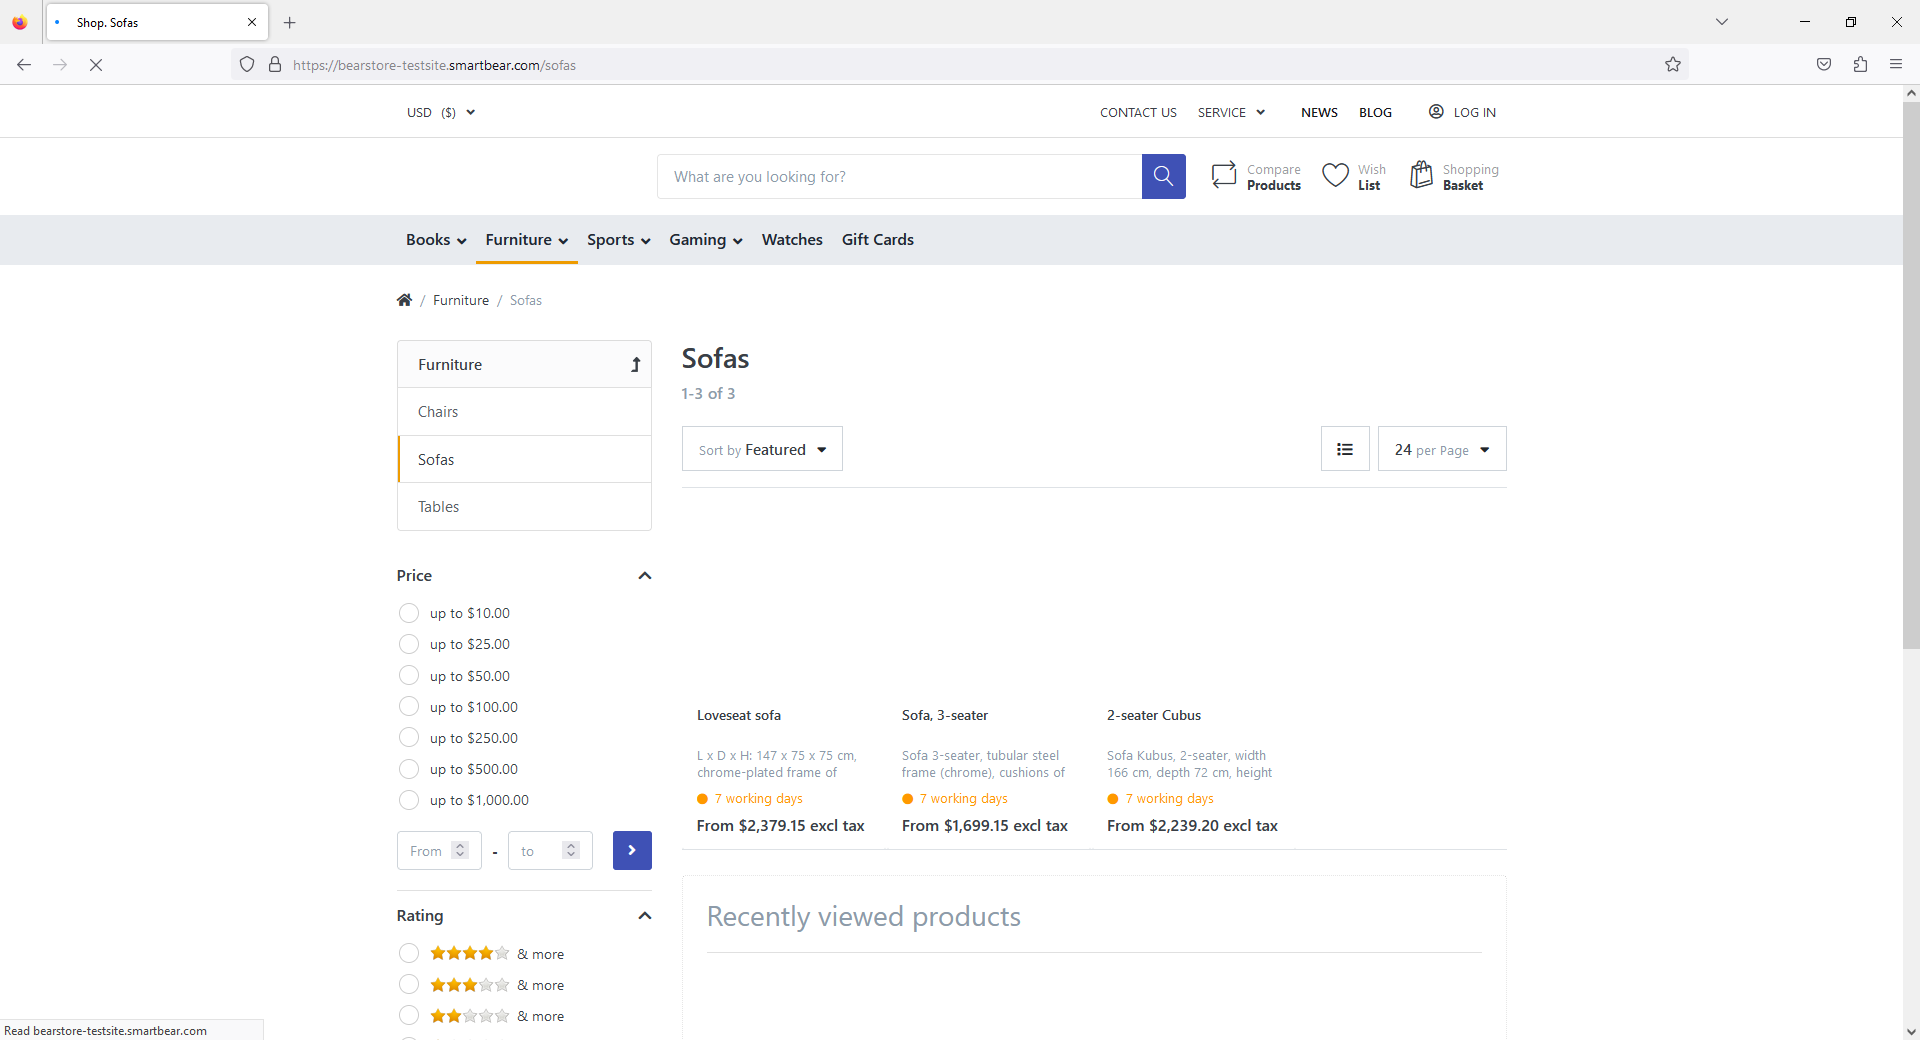 Shop. Sofas
https://bearstore-testsite.smartbear.com/sofas
USD ($)
CONTACT US SERVICE NEWS BLOG LOG IN
What are you looking for?
Compare Products
Wish List
Shopping Basket
Books Furniture Sports Gaming Watches Gift Cards
/ Furniture / Sofas
Furniture
Chairs
Sofas
Tables
Price
up to $10.00
up to $25.00
up to $50.00
up to $100.00
up to $250.00
up to $500.00
up to $1,000.00
From - to
Rating
& more
& more
& more
Sofas
1-3 of 3
Sort by Featured
24 per Page
Loveseat sofa
L x D x H: 147 x 75 x 75 cm,
chrome-plated frame of
7 working days
From $2,379.15 excl tax
Sofa, 3-seater
Sofa 3-seater, tubular steel
frame (chrome), cushions of
7 working days
From $1,699.15 excl tax
2-seater Cubus
Sofa Kubus, 2-seater, width
166 cm, depth 72 cm, height
7 working days
From $2,239.20 excl tax
Recently viewed products
Read bearstore-testsite.smartbear.com